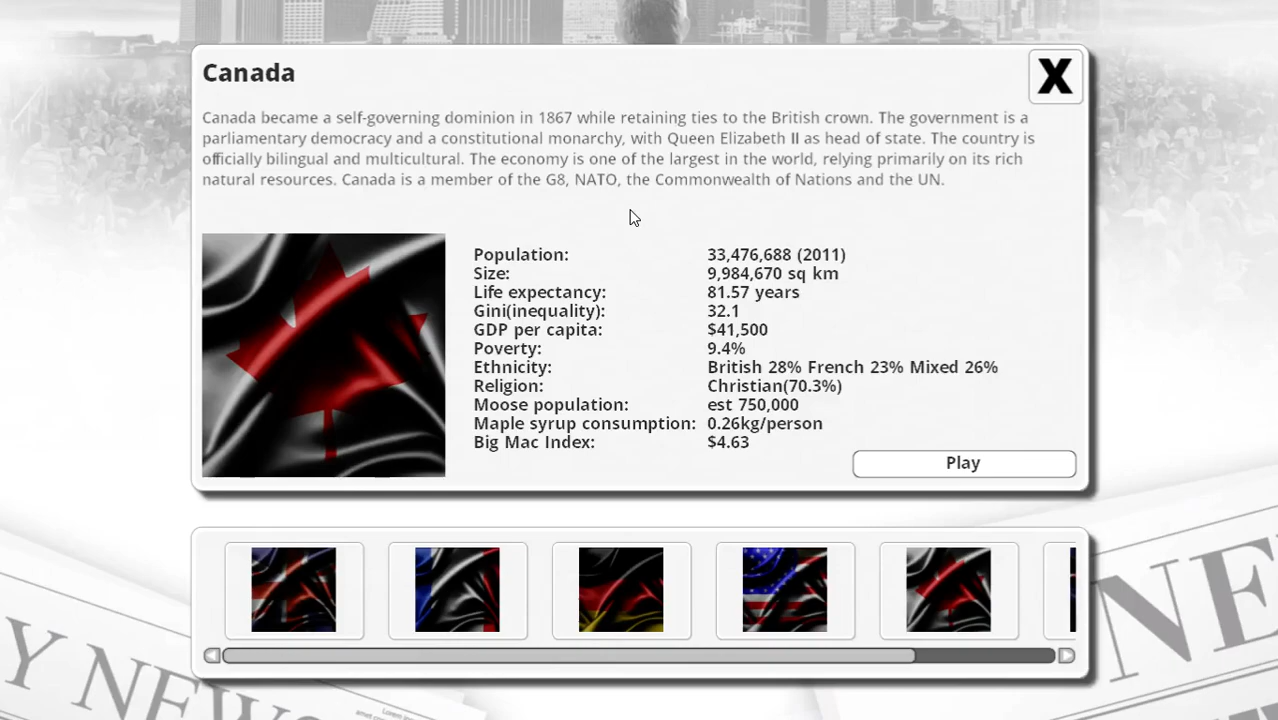 Canada
X
Canada became a self-governing dominion in 1867 while retaining ties to the British crown. The government is a
parliamentary democracy and a constitutional monarchy, with Queen Elizabeth II as head of state. The country is
officially bilingual and multicultural. The economy is one of the largest in the world, relying primarily on its rich
natural resources. Canada is a member of the G8, NATO, the Commonwealth of Nations and the UN.
Population: 33,476,688 (2011)
Size: 9,984,670 sq km
Life expectancy: 81.57 years
Gini(inequality): 32.1
GDP per capita: $41,500
Poverty: 9.4%
Ethnicity: British 28% French 23% Mixed 26%
Religion: Christian(70.3%)
Moose population: est 750,000
Maple syrup consumption: 0.26kg/person
Big Mac Index: $4.63
Play
Y NEWS
NE